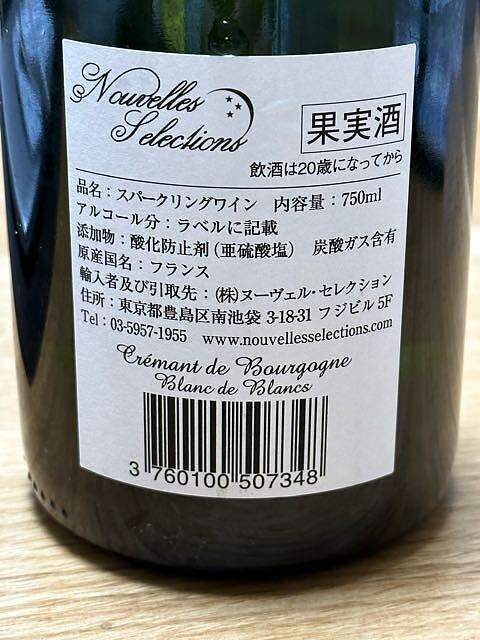 Nouvelles
Selections
果実酒
飲酒は20歳になってから
品名：スパークリングワイン　内容量：750ml
アルコール分：ラベルに記載
添加物：酸化防止剤（亜硫酸塩）　炭酸ガス含有
原産国名：フランス
輸入者及び引取先：(株)ヌーヴェル・セレクション
住所：東京都豊島区南池袋 3-18-31 フジビル 5F
Tel：03-5957-1955　www.nouvellesselections.com
Crémant de Bourgogne
Blanc de Blancs
3 760100 507348